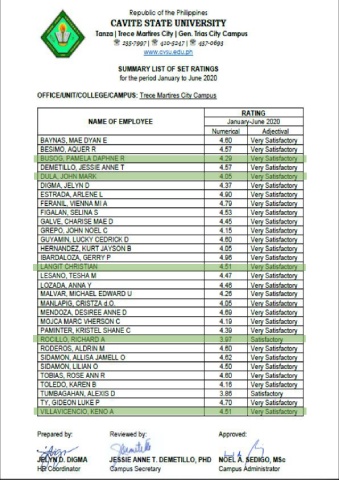 Republic of the Philippines
CAVITE STATE UNIVERSITY
Tanza | Trece Martires City | Gen. Trias City Campus
☏ 235-7997 | ☏ 420-5247 | ☏ 437-0693
www.cvsu.edu.ph
SUMMARY LIST OF SET RATINGS
for the period January to June 2020
OFFICE/UNIT/COLLEGE/CAMPUS: Trece Martires City Campus
NAME OF EMPLOYEE RATING
January-June 2020
Numerical Adjectival
BAYNAS, MAE DYAN E 4.60 Very Satisfactory
BESIMO, AQUER R 4.57 Very Satisfactory
BUSOG, PAMELA DAPHNE R 4.29 Very Satisfactory
DEMETILLO, JESSIE ANNE T 4.57 Very Satisfactory
DULA, JOHN MARK 4.05 Very Satisfactory
DIGMA, JELYN D 4.37 Very Satisfactory
ESTRADA, ARLENE L 4.90 Very Satisfactory
FERANIL, VIENNA MI A 4.79 Very Satisfactory
FIGALAN, SELINA S 4.53 Very Satisfactory
GALVE, CHARISE MAE D 4.45 Very Satisfactory
GREPO, JOHN NOEL C 4.15 Very Satisfactory
GUYAMIN, LUCKY CEDRICK D 4.60 Very Satisfactory
HERNANDEZ, KURT JAYSON B 4.05 Very Satisfactory
IBARDALOZA, GERRY P 4.96 Very Satisfactory
LANGIT CHRISTIAN 4.51 Very Satisfactory
LESANO, TESHA M 4.47 Very Satisfactory
LOZADA, ANNA Y 4.46 Very Satisfactory
MALVAR, MICHAEL EDWARD U 4.26 Very Satisfactory
MANLAPIG, CRISTZA d.O. 4.05 Very Satisfactory
MENDOZA, DESIREE ANNE D 4.69 Very Satisfactory
MOJCA MARC VHERSON C 4.19 Very Satisfactory
PAMINTER, KRISTEL SHANE C 4.39 Very Satisfactory
ROCILLO, RICHARD A 3.97 Satisfactory
RODEROS, ALDRIN M 4.60 Very Satisfactory
SIDAMON, ALLISA JAMELL O 4.62 Very Satisfactory
SIDAMON, LILIAN O 4.50 Very Satisfactory
TOBIAS, ROSE ANN R 4.60 Very Satisfactory
TOLEDO, KAREN B 4.16 Very Satisfactory
TUMBAGAHAN, ALEXIS D 3.86 Satisfactory
TY, GIDEON LUKE P 4.70 Very Satisfactory
VILLAVICENCIO, KENO A 4.51 Very Satisfactory
Prepared by: Reviewed by: Approved:
JELYN D. DIGMA JESSIE ANNE T. DEMETILLO, PHD NOEL A. SEDIGO, MSc
HR Coordinator Campus Secretary Campus Administrator